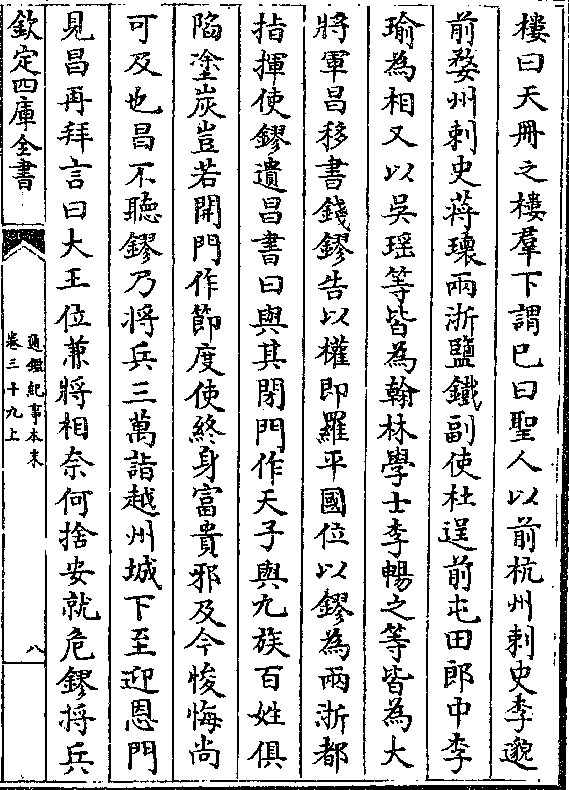 樓曰天冊之樓羣下謂已曰聖人以前杭州刺史李邈
前婺州刺史蔣瓌兩浙鹽鐵副使杜逞前屯田郎中李
瑜為相又以吳瑶等皆為翰林學士李暢之等皆為大
將軍昌移書錢鏐告以權即羅平國位以鏐為兩浙都
指揮使鏐遺昌書曰與其閉門作天子與九族百姓俱
陷塗炭豈若開門作節度使終身富貴邪及今悛悔尚
可及也昌不聽鏐乃將兵三萬詣越州城下至迎恩門
見昌再拜言曰大王位兼將相奈何捨安就危鏐将兵
欽定四庫全書
通鑑紀事本末
卷三十九上
八